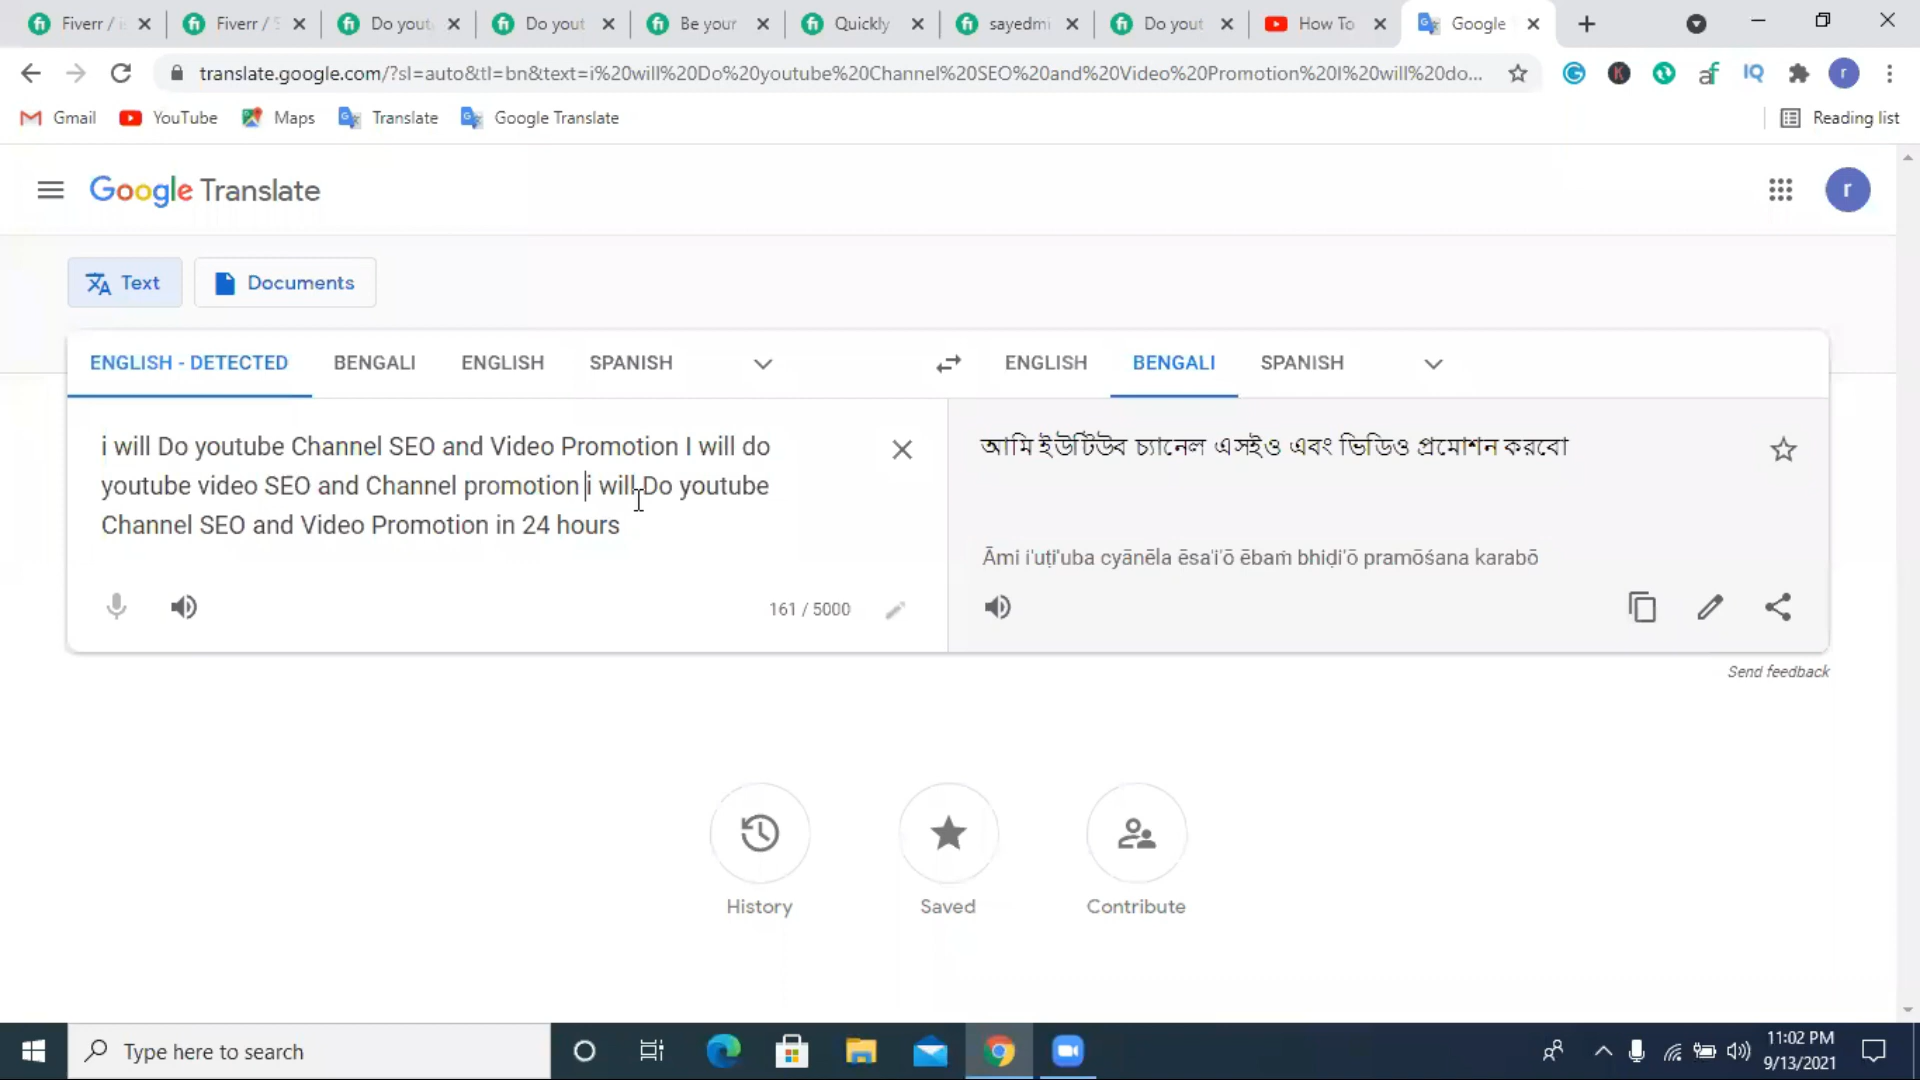 Fiverr / i
Fiverr / S
Do yout
Do yout
Be your
Quickly
sayedmi
Do yout
How To
Google
translate.google.com/?sl=auto&tl=bn&text=i%20will%20Do%20youtube%20Channel%20SEO%20and%20Video%20Promotion%20I%20will%20do...
IQ
r
Gmail
YouTube
Maps
Translate
Google Translate
Reading list
Google Translate
r
Text
Documents
ENGLISH - DETECTED
BENGALI
ENGLISH
SPANISH
ENGLISH
BENGALI
SPANISH
i will Do youtube Channel SEO and Video Promotion I will do
youtube video SEO and Channel promotion i will Do youtube
Channel SEO and Video Promotion in 24 hours
161 / 5000
আমি ইউটিউব চ্যানেল এসইও এবং ভিডিও প্রমোশন করবো
Āmi i'uṭi'uba cyānēla ēsa'i'ō ēbaṁ bhiḍi'ō pramōśana karabō
Send feedback
History
Saved
Contribute
Type here to search
11:02 PM
9/13/2021